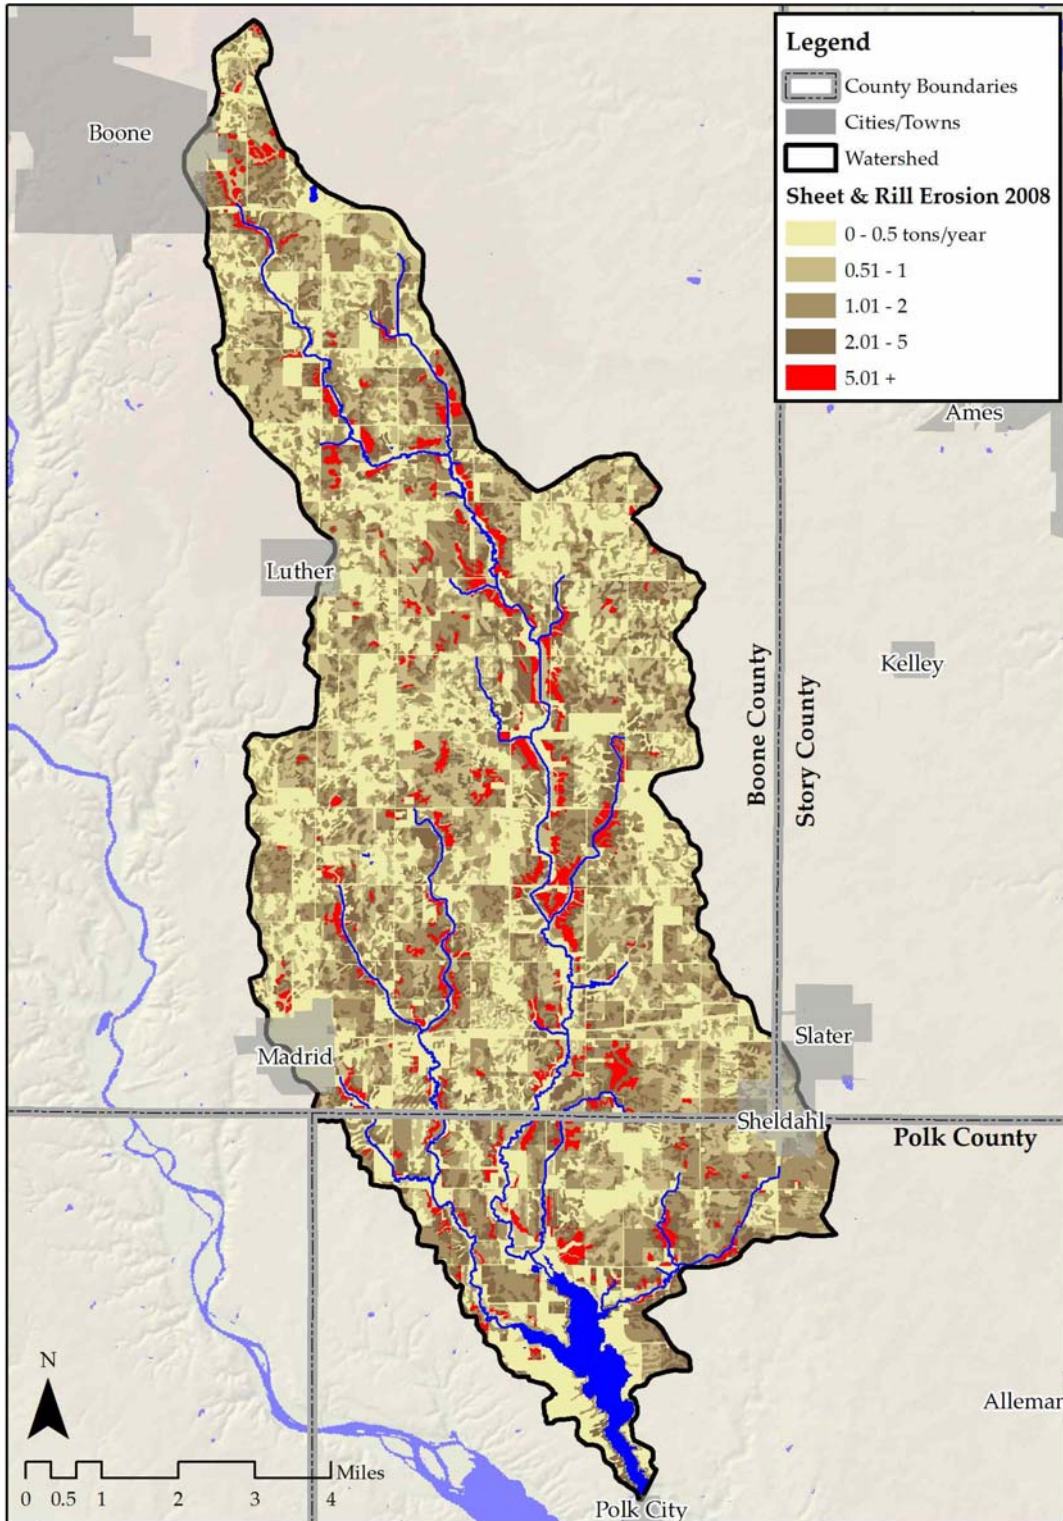 Legend
County Boundaries
Cities/Towns
Watershed
Sheet & Rill Erosion 2008
0 - 0.5 tons/year
0.51 - 1
1.01 - 2
2.01 - 5
5.01 +
Boone
Ames
Luther
Kelley
Boone County
Story County
Slater
Madrid
Sheldahl
Polk County
N
Alleman
Miles
0 0.5 1 2 3 4
Polk City